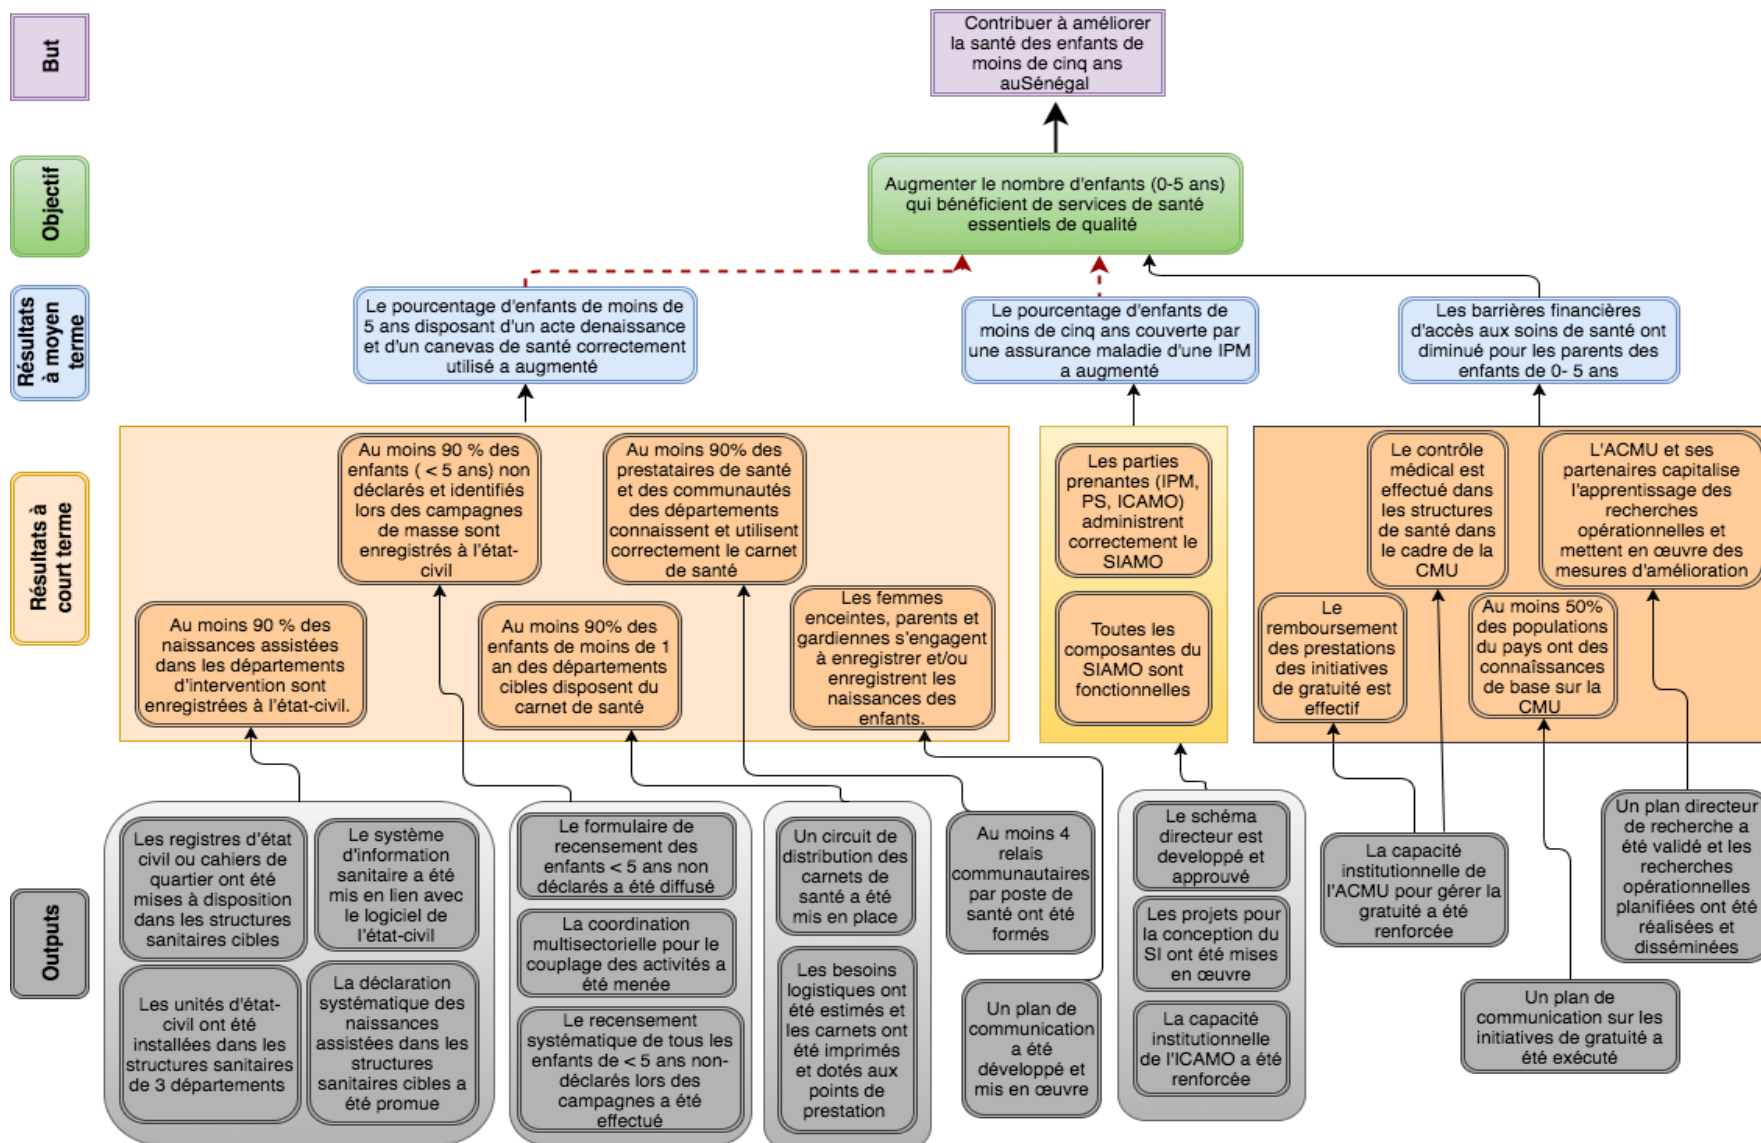 But
Contribuer à améliorer
la santé des enfants de
moins de cinq ans
auSénégal
Objectif
Augmenter le nombre d'enfants (0-5 ans)
qui bénéficient de services de santé
essentiels de qualité
Résultats
à moyen
terme
Le pourcentage d'enfants de moins de
5 ans disposant d'un acte denaissance
et d'un canevas de santé correctement
utilisé a augmenté
Le pourcentage d'enfants de
moins de cinq ans couverte par
une assurance maladie d'une IPM
a augmenté
Les barrières financières
d'accès aux soins de santé ont
diminué pour les parents des
enfants de 0- 5 ans
Résultats à
court terme
Au moins 90 % des
enfants ( < 5 ans) non
déclarés et identifiés
lors des campagnes
de masse sont
enregistrés à l'état-
civil
Au moins 90% des
prestataires de santé
et des communautés
des départements
connaissent et utilisent
correctement le carnet
de santé
Les parties
prenantes (IPM,
PS, ICAMO)
administrent
correctement le
SIAMO
Le contrôle
médical est
effectué dans
les structures
de santé dans
le cadre de la
CMU
L'ACMU et ses
partenaires capitalise
l'apprentissage des
recherches
opérationnelles et
mettent en œuvre des
mesures d'amélioration
Au moins 90 % des
naissances assistées
dans les départements
d'intervention sont
enregistrées à l'état-civil.
Au moins 90% des
enfants de moins de 1
an des départements
cibles disposent du
carnet de santé
Les femmes
enceintes, parents et
gardiennes s'engagent
à enregistrer et/ou
enregistrent les
naissances des
enfants.
Toutes les
composantes du
SIAMO sont
fonctionnelles
Le
remboursement
des prestations
des initiatives
de gratuité est
effectif
Au moins 50%
des populations
du pays ont des
connaîssances
de base sur la
CMU
Outputs
Les registres d'état
civil ou cahiers de
quartier ont été
mises à disposition
dans les structures
sanitaires cibles
Le système
d'information
sanitaire a été
mis en lien avec
le logiciel de
l'état-civil
Les unités d'état-
civil ont été
installées dans les
structures sanitaires
de 3 départements
La déclaration
systématique des
naissances
assistées dans les
structures
sanitaires cibles a
été promue
Le formulaire de
recensement des
enfants < 5 ans non
déclarés a été diffusé
La coordination
multisectorielle pour le
couplage des activités a
été menée
Le recensement
systématique de tous les
enfants de < 5 ans non-
déclarés lors des
campagnes a été
effectué
Un circuit de
distribution des
carnets de
santé a été
mis en place
Les besoins
logistiques ont
été estimés et
les carnets ont
été imprimés
et dotés aux
points de
prestation
Au moins 4
relais
communautaires
par poste de
santé ont été
formés
Un plan de
communication
a été
développé et
mis en œuvre
Le schéma
directeur est
developpé et
approuvé
Les projets pour
la conception du
SI ont été mises
en œuvre
La capacité
institutionnelle
de l'ICAMO a été
renforcée
La capacité
institutionnelle de
l'ACMU pour gérer la
gratuité a été
renforcée
Un plan de
communication sur les
initiatives de gratuité a
été exécuté
Un plan directeur
de recherche a
été validé et les
recherches
opérationnelles
planifiées ont été
réalisées et
disséminées